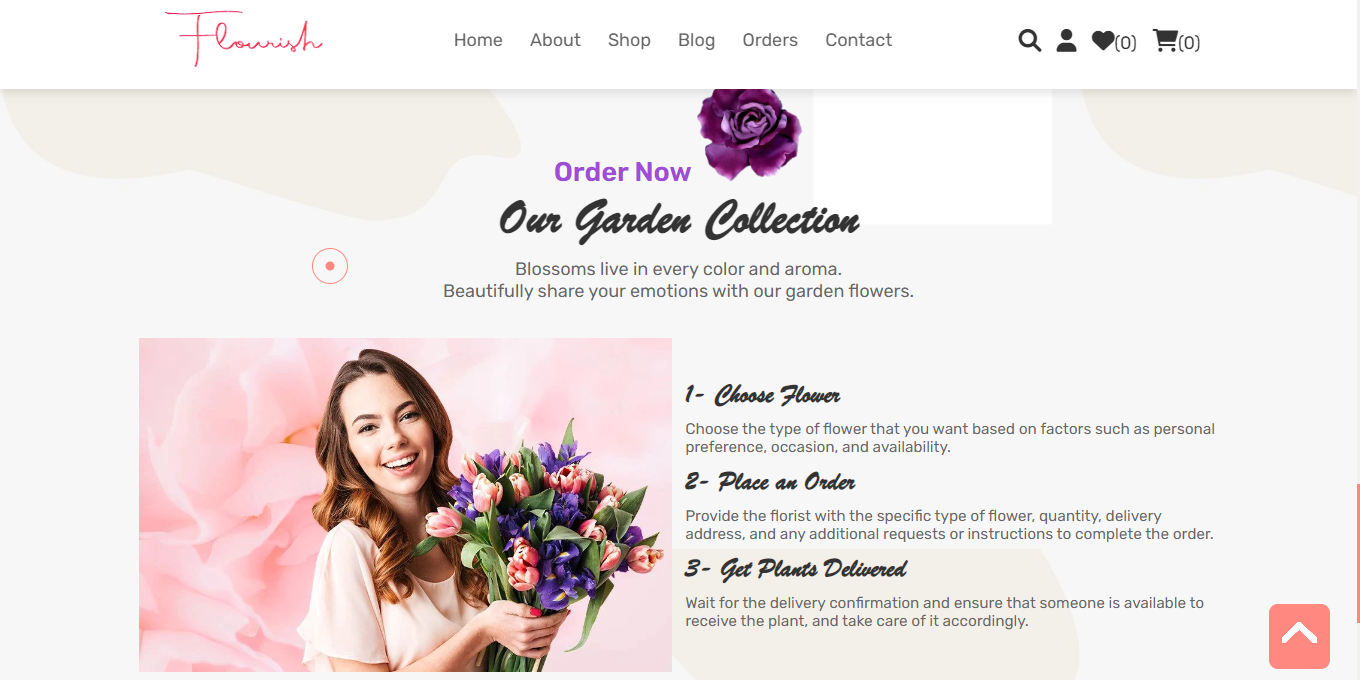 Flourish
Home About Shop Blog Orders Contact
(0) (0)
Order Now
Our Garden Collection
Blossoms live in every color and aroma.
Beautifully share your emotions with our garden flowers.
1- Choose Flower
Choose the type of flower that you want based on factors such as personal
preference, occasion, and availability.
2- Place an Order
Provide the florist with the specific type of flower, quantity, delivery
address, and any additional requests or instructions to complete the order.
3- Get Plants Delivered
Wait for the delivery confirmation and ensure that someone is available to
receive the plant, and take care of it accordingly.